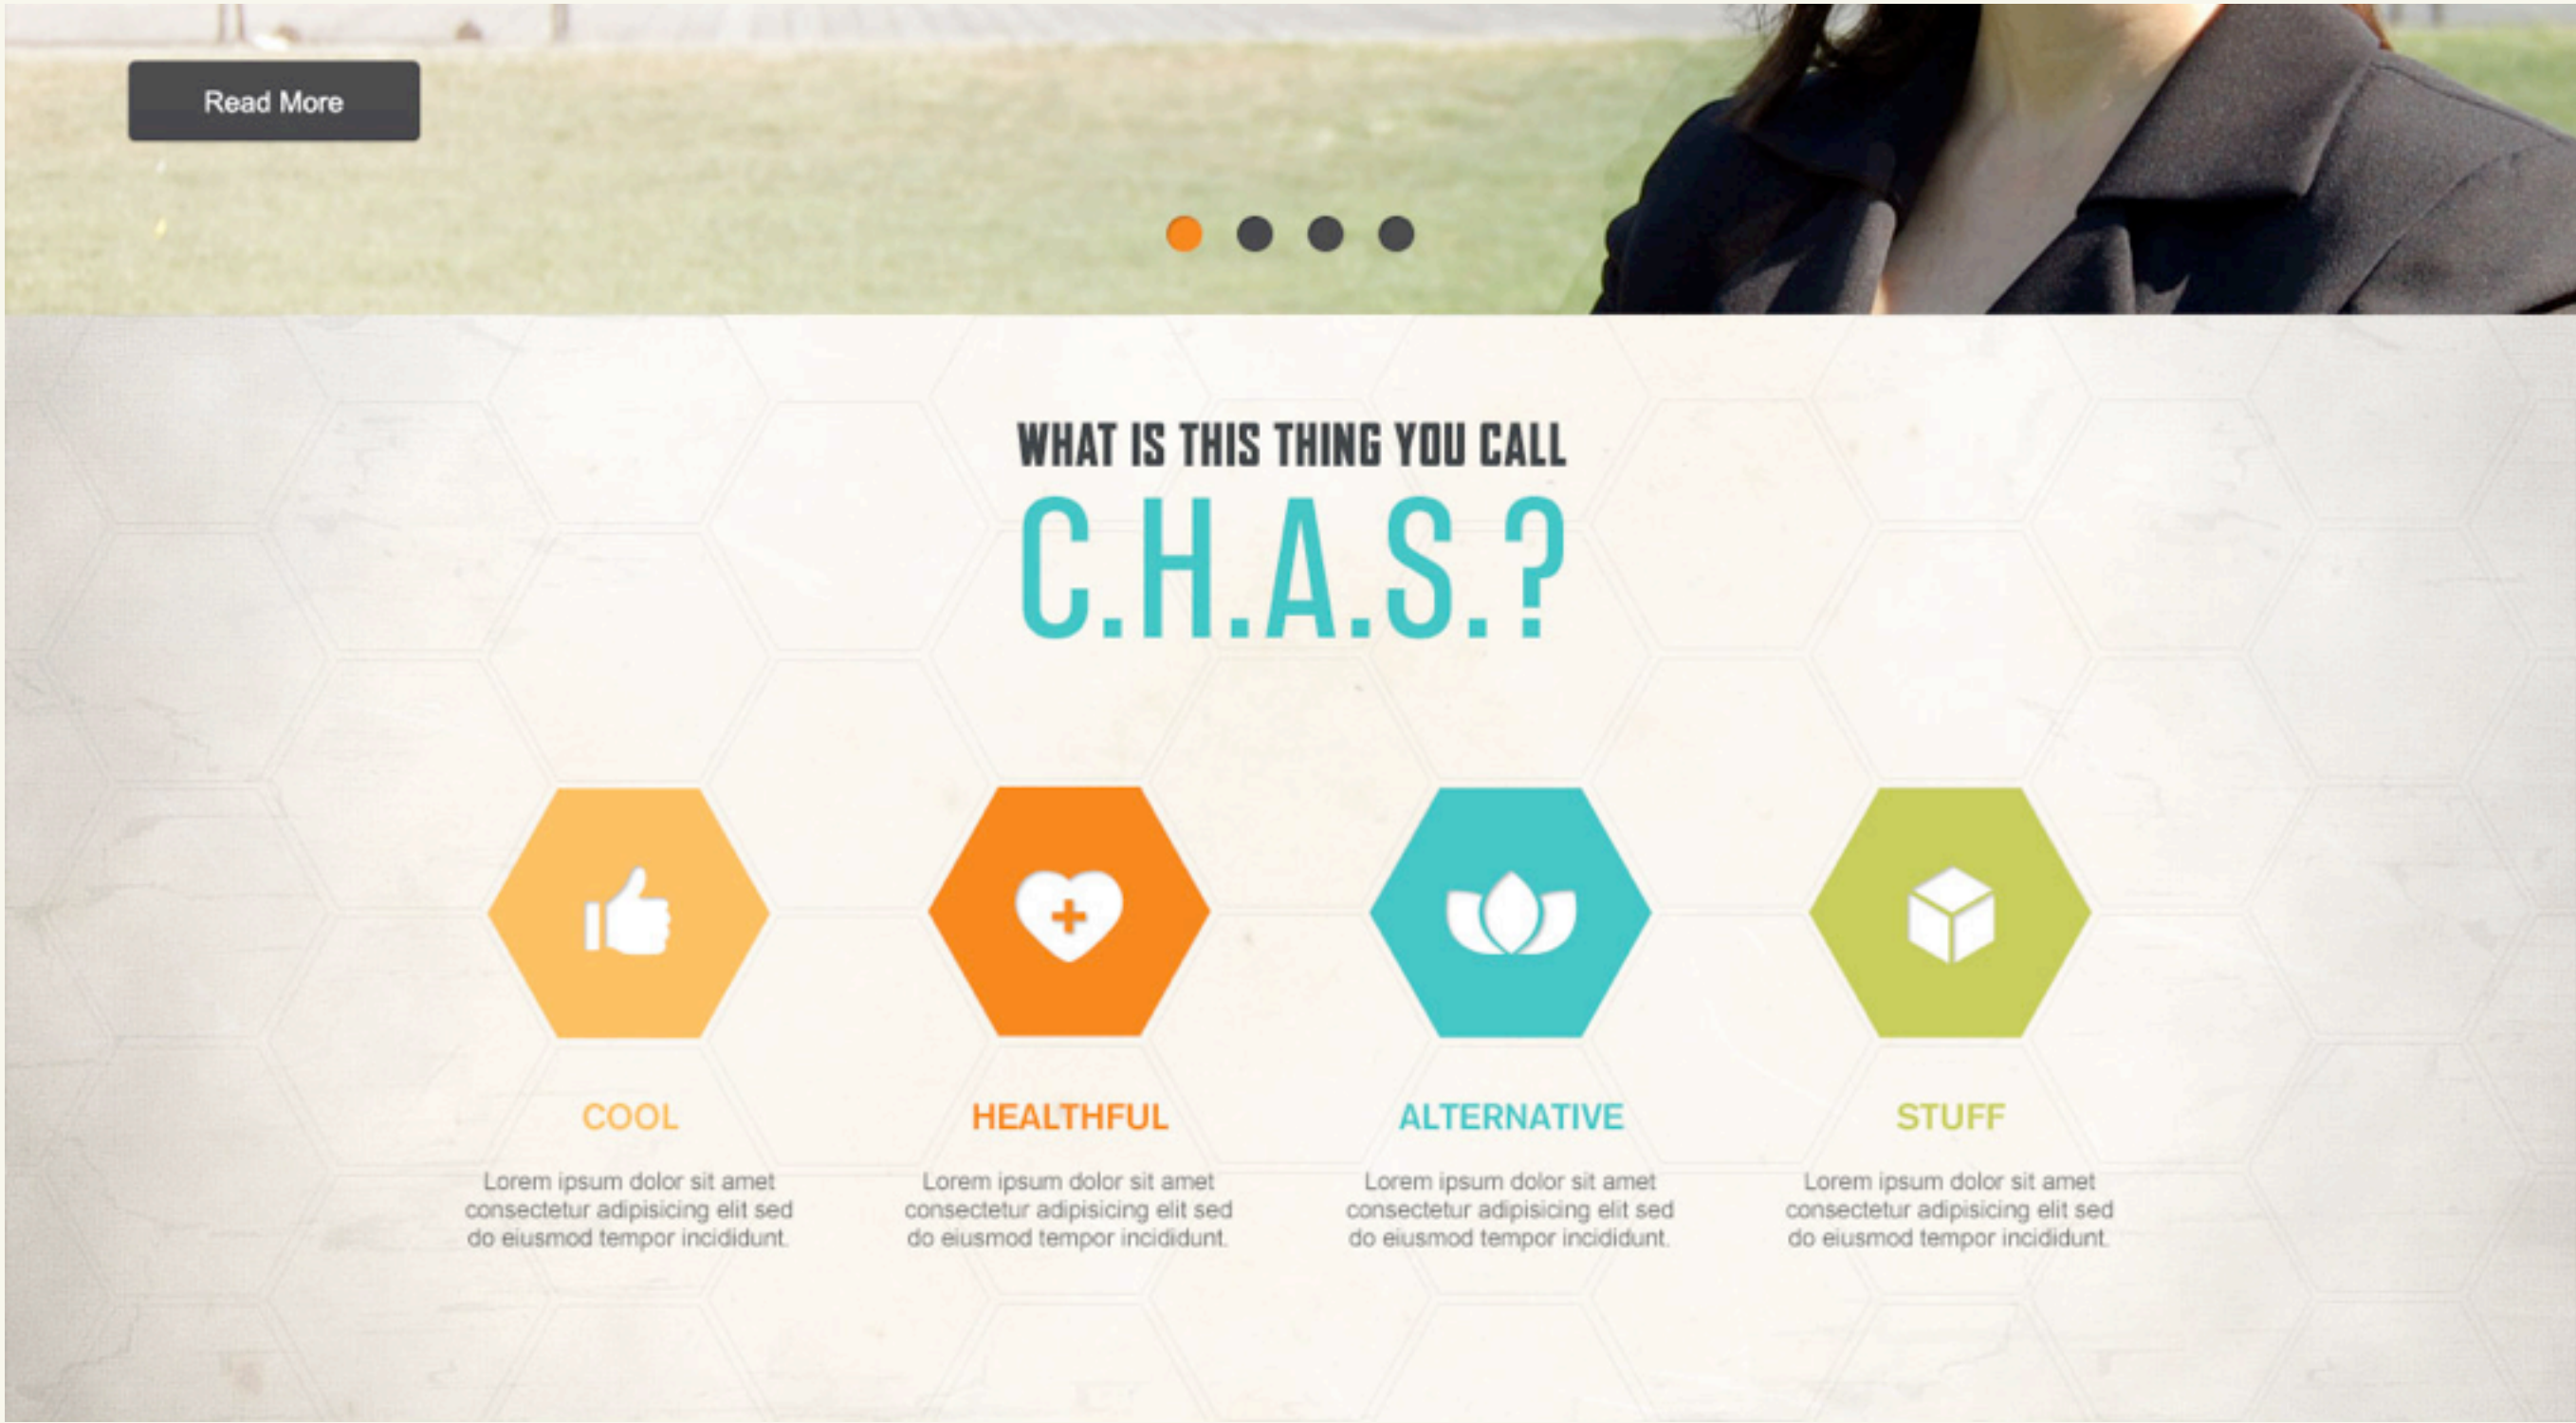 Read More
WHAT IS THIS THING YOU CALL
C.H.A.S.?
COOL
Lorem ipsum dolor sit amet
consectetur adipisicing elit sed
do eiusmod tempor incididunt.
HEALTHFUL
Lorem ipsum dolor sit amet
consectetur adipisicing elit sed
do eiusmod tempor incididunt.
ALTERNATIVE
Lorem ipsum dolor sit amet
consectetur adipisicing elit sed
do eiusmod tempor incididunt.
STUFF
Lorem ipsum dolor sit amet
consectetur adipisicing elit sed
do eiusmod tempor incididunt.